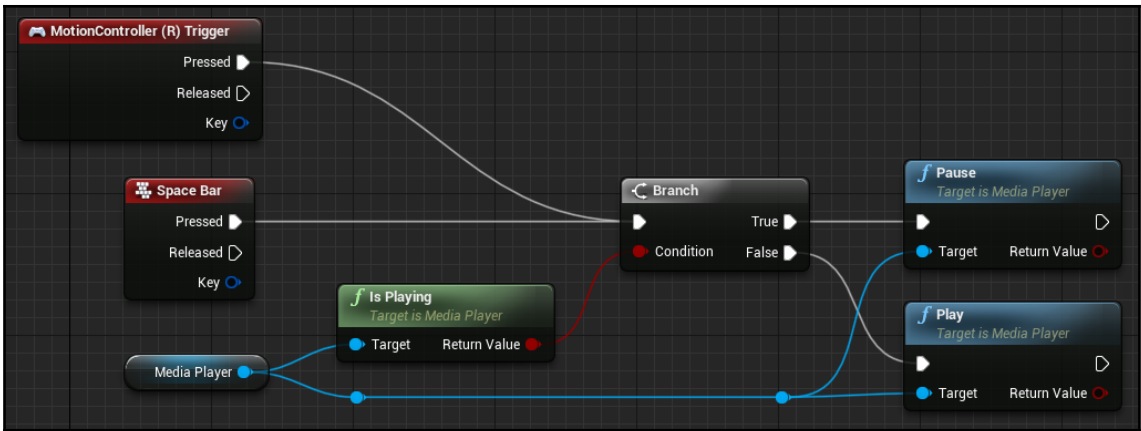 MotionController (R) Trigger
Pressed
Released
Key
Space Bar
Pressed
Released
Key
Media Player
f Is Playing
Target is Media Player
Target Return Value
Branch
True
Condition False
f Pause
Target is Media Player
Target Return Value
f Play
Target is Media Player
Target Return Value